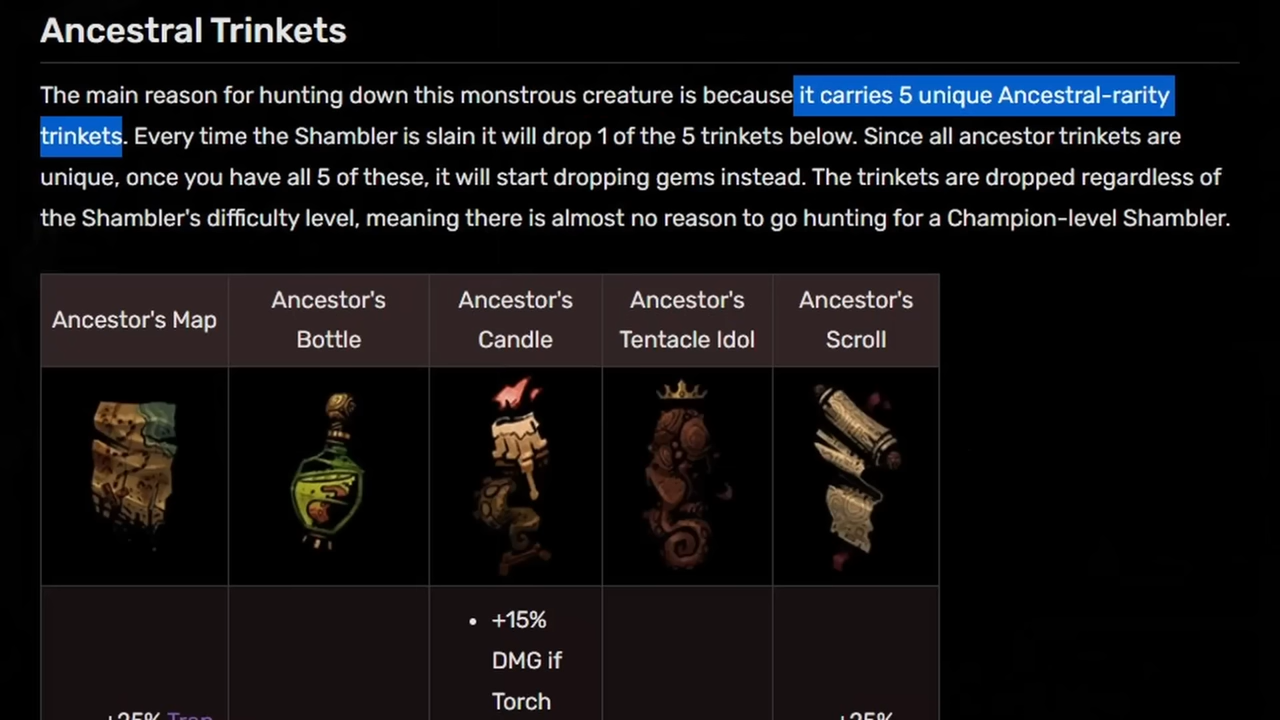 Ancestral Trinkets
The main reason for hunting down this monstrous creature is because it carries 5 unique Ancestral-rarity
trinkets. Every time the Shambler is slain it will drop 1 of the 5 trinkets below. Since all ancestor trinkets are
unique, once you have all 5 of these, it will start dropping gems instead. The trinkets are dropped regardless of
the Shambler's difficulty level, meaning there is almost no reason to go hunting for a Champion-level Shambler.
Ancestor's Map
Ancestor's
Bottle
Ancestor's
Candle
Ancestor's
Tentacle Idol
Ancestor's
Scroll
• +15%
DMG if
Torch
+25% Trap
+25%